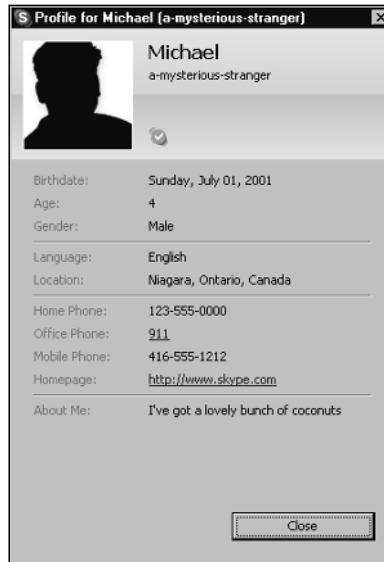 S Profile for Michael (a-mysterious-stranger) X
Michael
a-mysterious-stranger
Birthdate: Sunday, July 01, 2001
Age: 4
Gender: Male
Language: English
Location: Niagara, Ontario, Canada
Home Phone: 123-555-0000
Office Phone: 911
Mobile Phone: 416-555-1212
Homepage: http://www.skype.com
About Me: I've got a lovely bunch of coconuts
Close